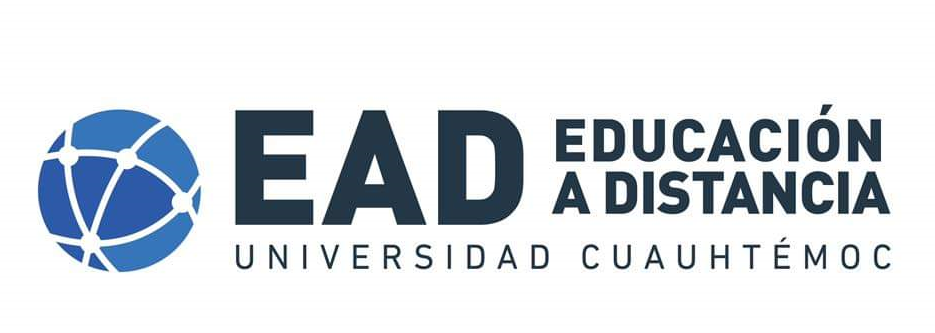 EAD
EDUCACIÓN
A DISTANCIA
UNIVERSIDAD CUAUHTÉMOC